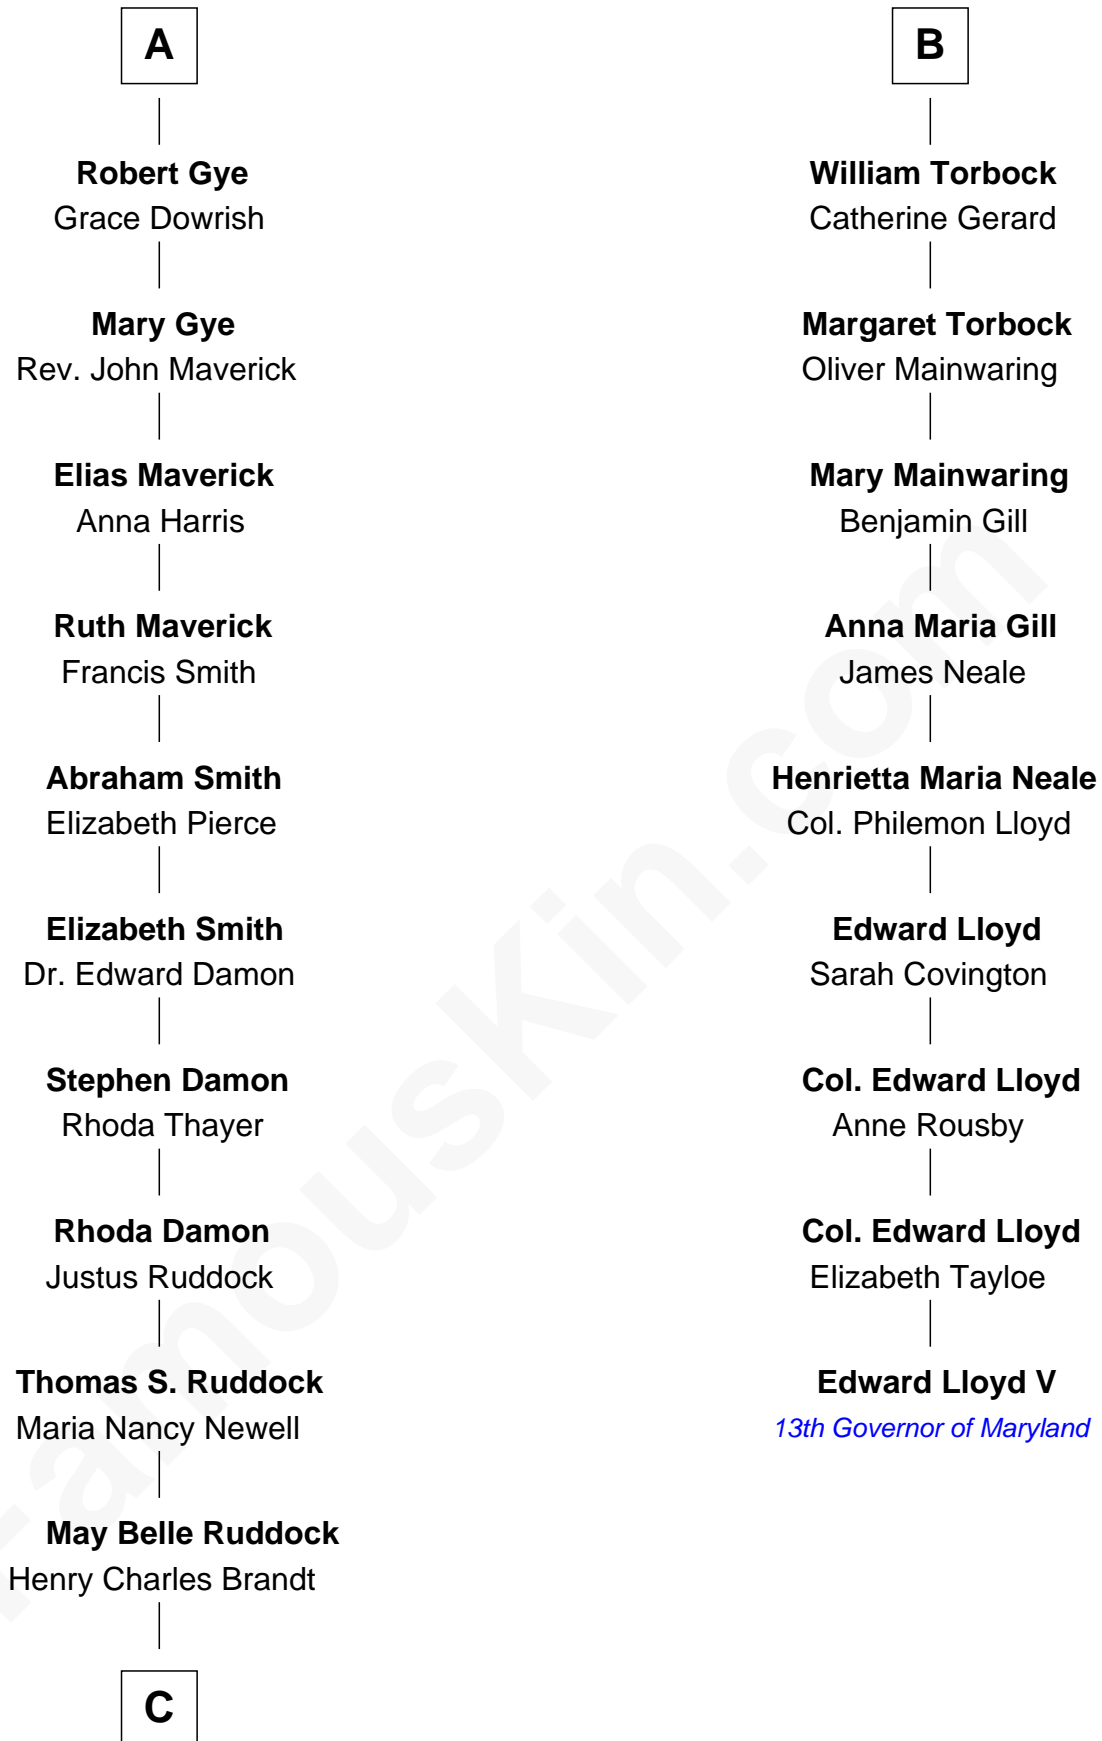 A
Robert Gye
Grace Dowrish
Mary Gye
Rev. John Maverick
Elias Maverick
Anna Harris
Ruth Maverick
Francis Smith
Abraham Smith
Elizabeth Pierce
Elizabeth Smith
Dr. Edward Damon
Stephen Damon
Rhoda Thayer
Rhoda Damon
Justus Ruddock
Thomas S. Ruddock
Maria Nancy Newell
May Belle Ruddock
Henry Charles Brandt
C
B
William Torbock
Catherine Gerard
Margaret Torbock
Oliver Mainwaring
Mary Mainwaring
Benjamin Gill
Anna Maria Gill
James Neale
Henrietta Maria Neale
Col. Philemon Lloyd
Edward Lloyd
Sarah Covington
Col. Edward Lloyd
Anne Rousby
Col. Edward Lloyd
Elizabeth Tayloe
Edward Lloyd V
13th Governor of Maryland
FamousKin.com